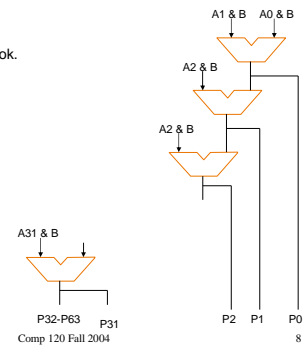 A1 & B A0 & B
ok.
A2 & B
A2 & B
A31 & B
P32-P63 P31 P2 P1 P0
Comp 120 Fall 2004 8